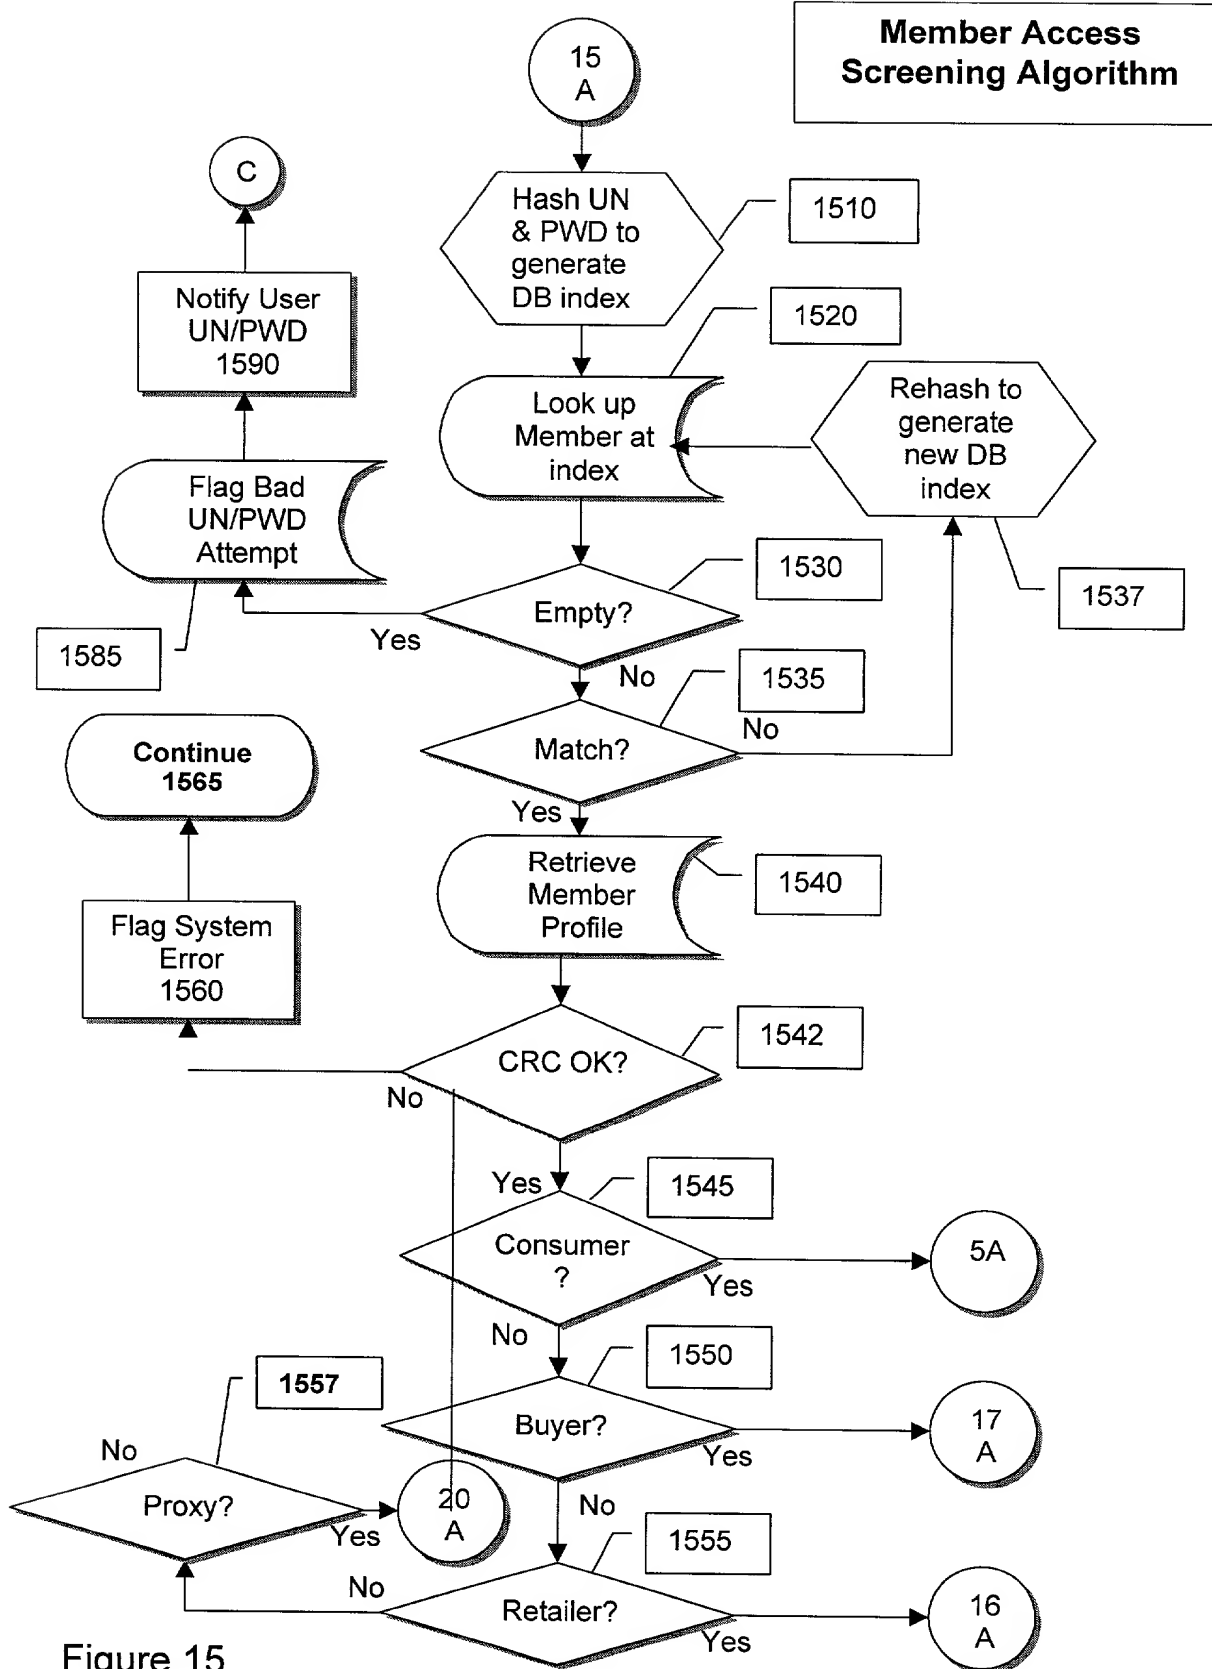 Member Access
Screening Algorithm
15
A
C
Hash UN
& PWD to
generate
DB index
1510
Notify User
UN/PWD
1590
1520
Look up
Member at
index
Rehash to
generate
new DB
index
Flag Bad
UN/PWD
Attempt
1530
1537
Empty?
Yes
1585
No
1535
Continue
1565
Match?
No
Yes
Retrieve
Member
Profile
1540
Flag System
Error
1560
1542
CRC OK?
No
Yes
1545
Consumer
?
5A
Yes
No
1550
1557
Buyer?
17
A
Yes
No
Proxy?
20
A
Yes
No
1555
No
Retailer?
16
A
Yes
Figure 15